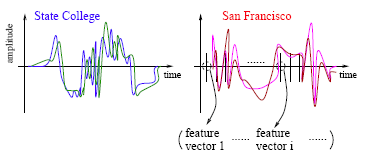 State College
San Francisco
amplitude
time
time
......
( feature ...... feature ...... )
vector 1 vector i